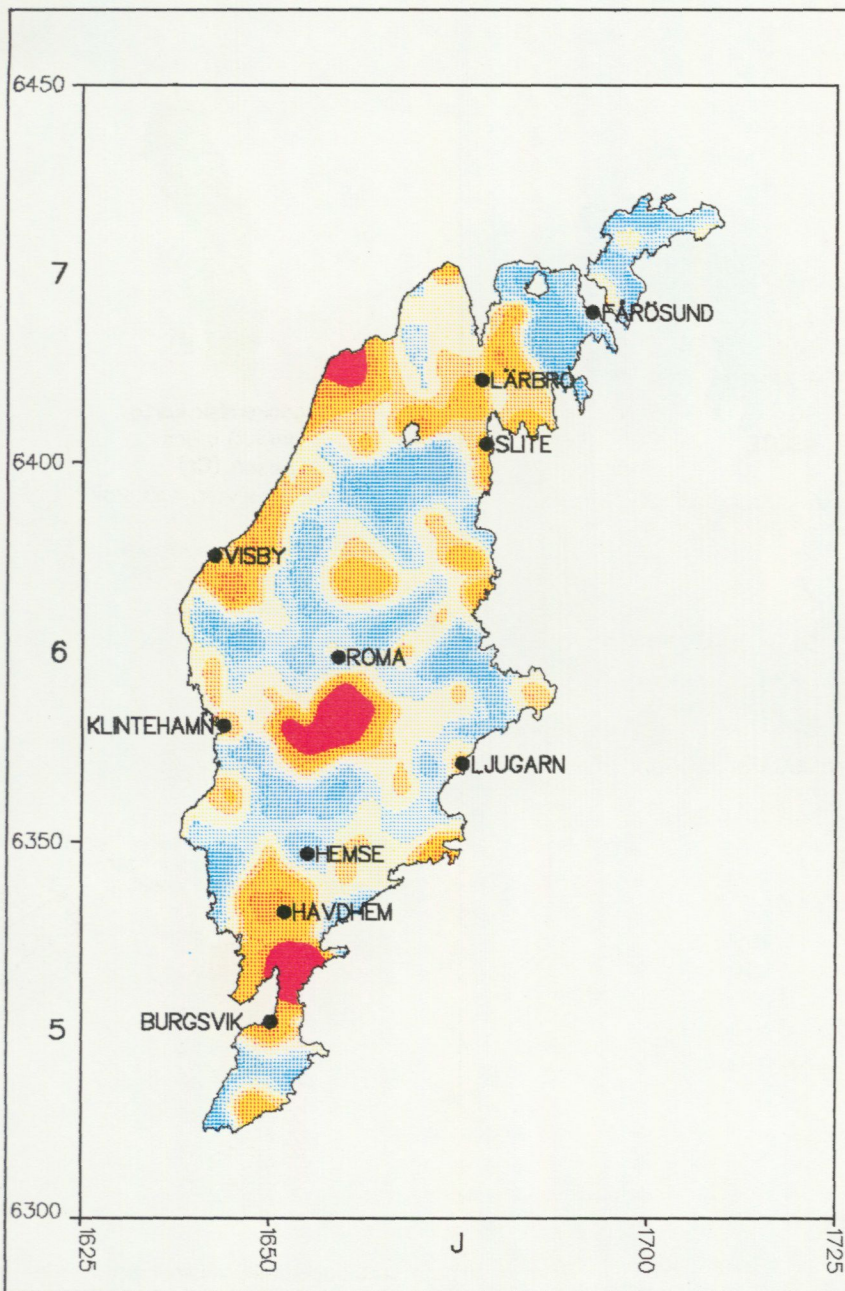 6450
7
FÅRÖSUND
LÄRBRO
SLITE
6400
VISBY
6
ROMA
KLINTEHAMN
LJUGARN
6350
HEMSE
HAVDHEM
5
BURGSVIK
6300
1625
1650
J
1700
1725